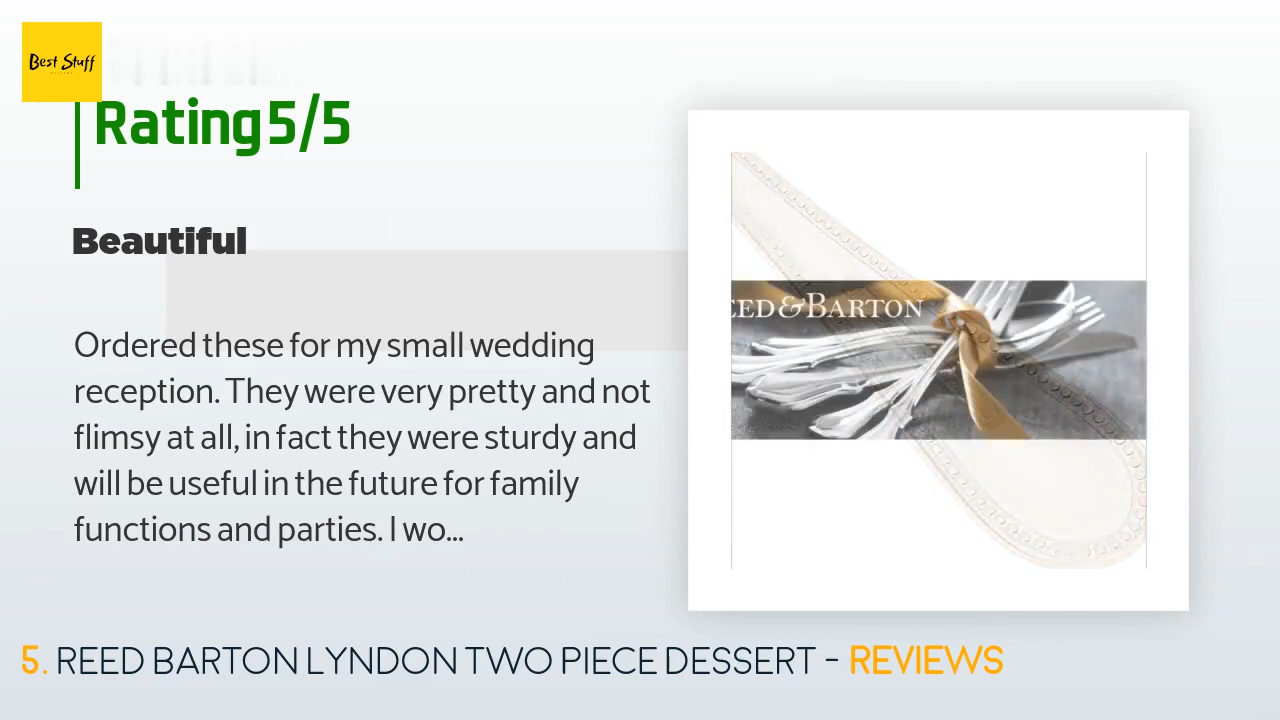 Best Stuff
Rating 5/5
Beautiful
Ordered these for my small wedding
reception. They were very pretty and not
flimsy at all, in fact they were sturdy and
will be useful in the future for family
functions and parties. I wo...
EED & BARTON
5. REED BARTON LYNDON TWO PIECE DESSERT - REVIEWS